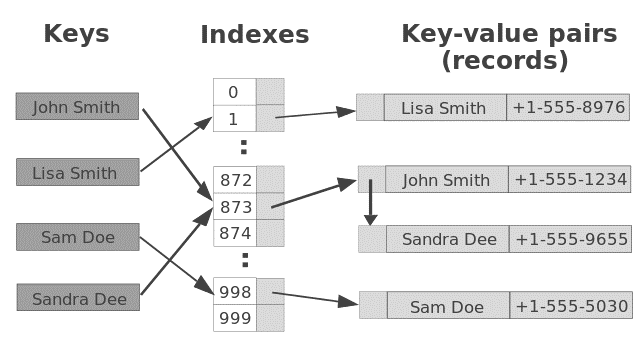 Keys
Indexes
Key-value pairs
(records)
John Smith
Lisa Smith
Sam Doe
Sandra Dee
0
1
:
872
873
874
:
998
999
Lisa Smith +1-555-8976
John Smith +1-555-1234
Sandra Dee +1-555-9655
Sam Doe +1-555-5030